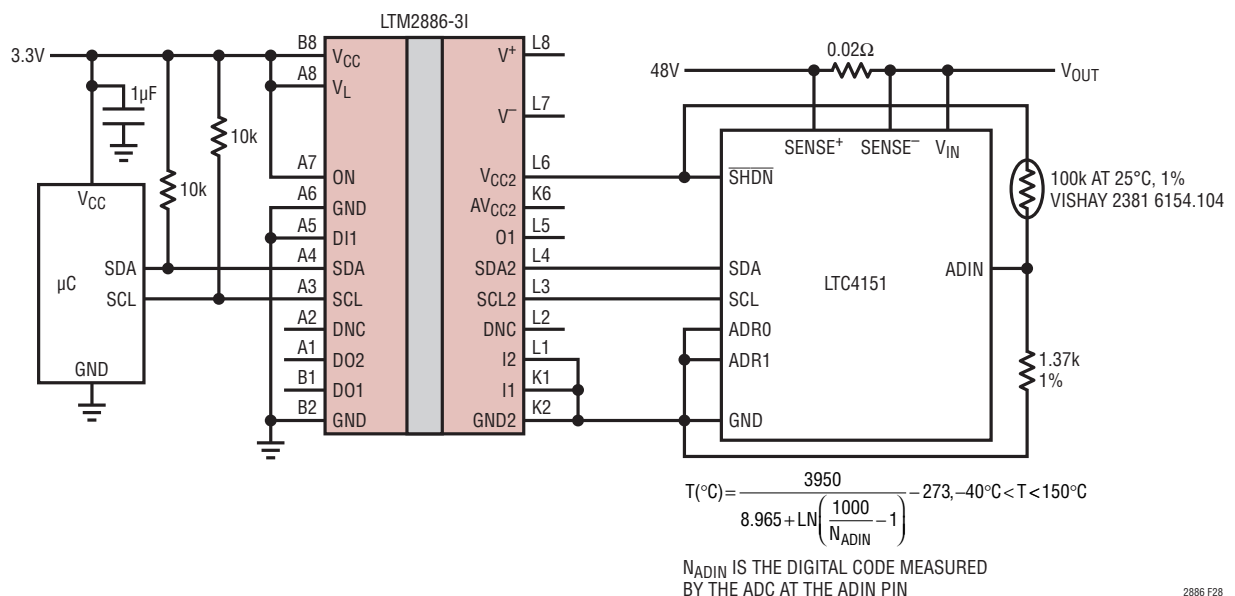 LTM2886-3I
3.3V
1µF
10k
10k
VCC
µC
SDA
SCL
GND
B8
A8
A7
A6
A5
A4
A3
A2
A1
B1
B2
VCC
VL
ON
GND
DI1
SDA
SCL
DNC
DO2
DO1
GND
V+
V−
VCC2
AVCC2
O1
SDA2
SCL2
DNC
I2
I1
GND2
L8
L7
L6
K6
L5
L4
L3
L2
L1
K1
K2
48V
0.02Ω
VOUT
SENSE+ SENSE− VIN
SHDN
SDA
SCL
ADR0
ADR1
GND
LTC4151
ADIN
100k AT 25°C, 1%
VISHAY 2381 6154.104
1.37k
1%
T(°C)= 3950 / (8.965+LN(1000/NADIN −1)) −273,−40°C<T<150°C
NADIN IS THE DIGITAL CODE MEASURED
BY THE ADC AT THE ADIN PIN
2886 F28